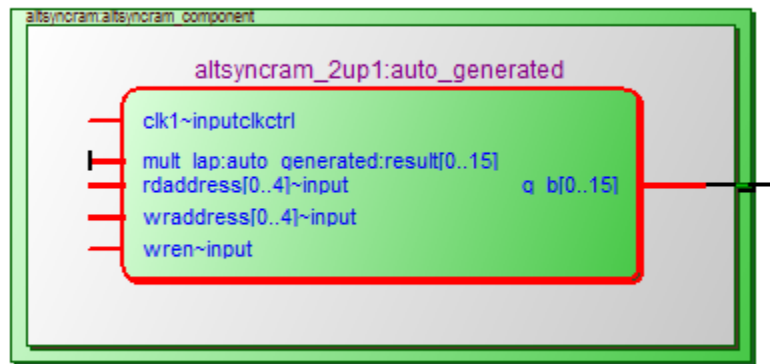 altsyncram:altsyncram_component
altsyncram_2up1:auto_generated
clk1~inputclkctrl
mult_lap:auto_generated:result[0..15]
rdaddress[0..4]~input
q_b[0..15]
wraddress[0..4]~input
wren~input